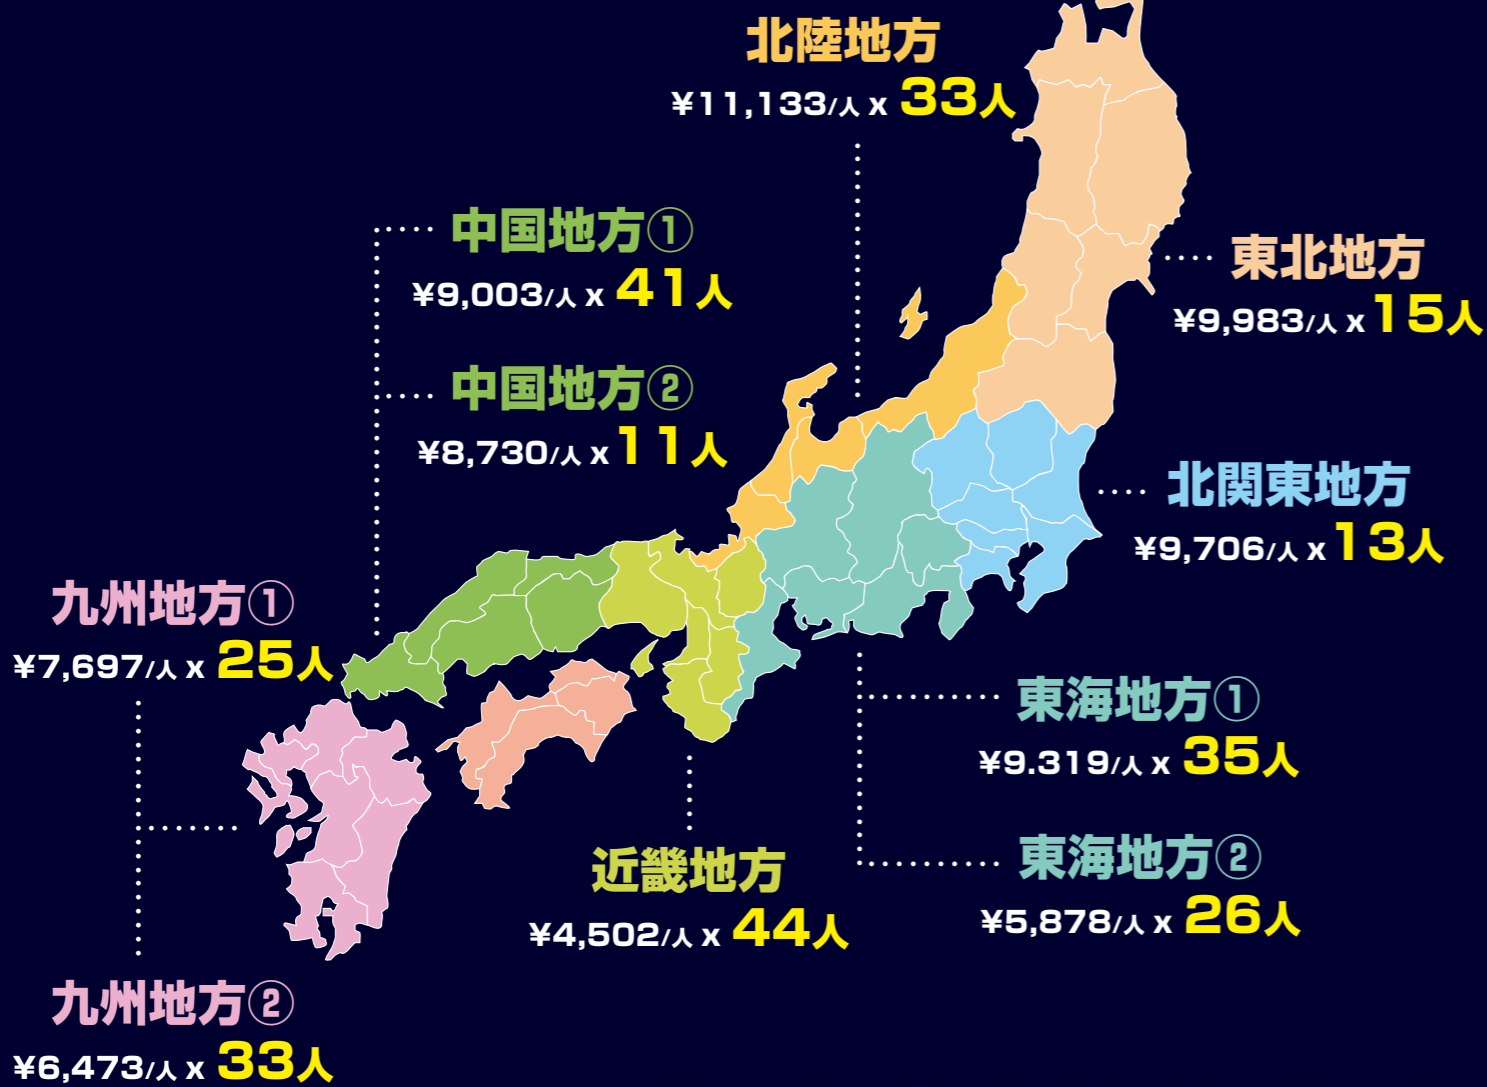 北陸地方
¥11,133/人 x 33人
中国地方①
¥9,003/人 x 41人
東北地方
¥9,983/人 x 15人
中国地方②
¥8,730/人 x 11人
北関東地方
¥9,706/人 x 13人
九州地方①
¥7,697/人 x 25人
東海地方①
¥9.319/人 x 35人
近畿地方
¥4,502/人 x 44人
東海地方②
¥5,878/人 x 26人
九州地方②
¥6,473/人 x 33人